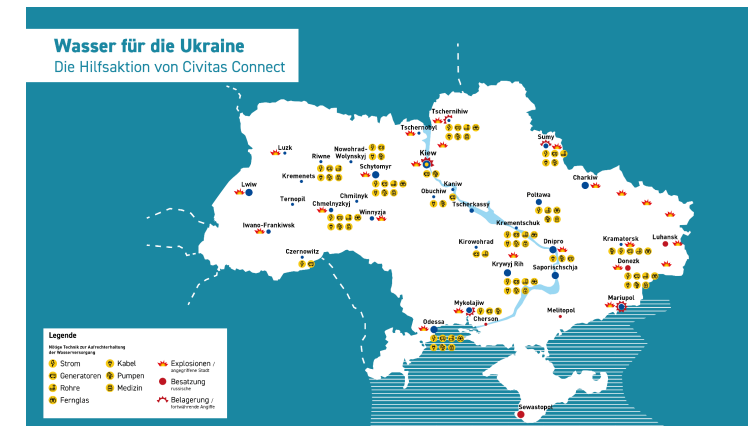 Wasser für die Ukraine
Die Hilfsaktion von Civitas Connect
Tschernihiw
Tschernobyl
Sumy
Luzk
Nowohrad-
Wolynskyj
Riwne
Kiew
Schytomyr
Kremenets
Charkiw
Lwiw
Kaniw
Obuchiw
Poltawa
Ternopil
Chmilnyk
Chmelnyzkyj
Tscherkassy
Winnyzja
Iwano-Frankiwsk
Krementschuk
Kirowohrad
Dnipro
Kramatorsk
Luhansk
Czernowitz
Donezk
Krywyj Rih
Saporischschja
Mariupol
Mykolajiw
Cherson
Melitopol
Odessa
Sewastopol
Legende
Nötige Technik zur Aufrechterhaltung
der Wasserversorgung
Strom
Kabel
Generatoren
Pumpen
Rohre
Medizin
Fernglas
Explosionen /
angegriffene Stadt
Besatzung
russische
Belagerung /
fortwährende Angriffe